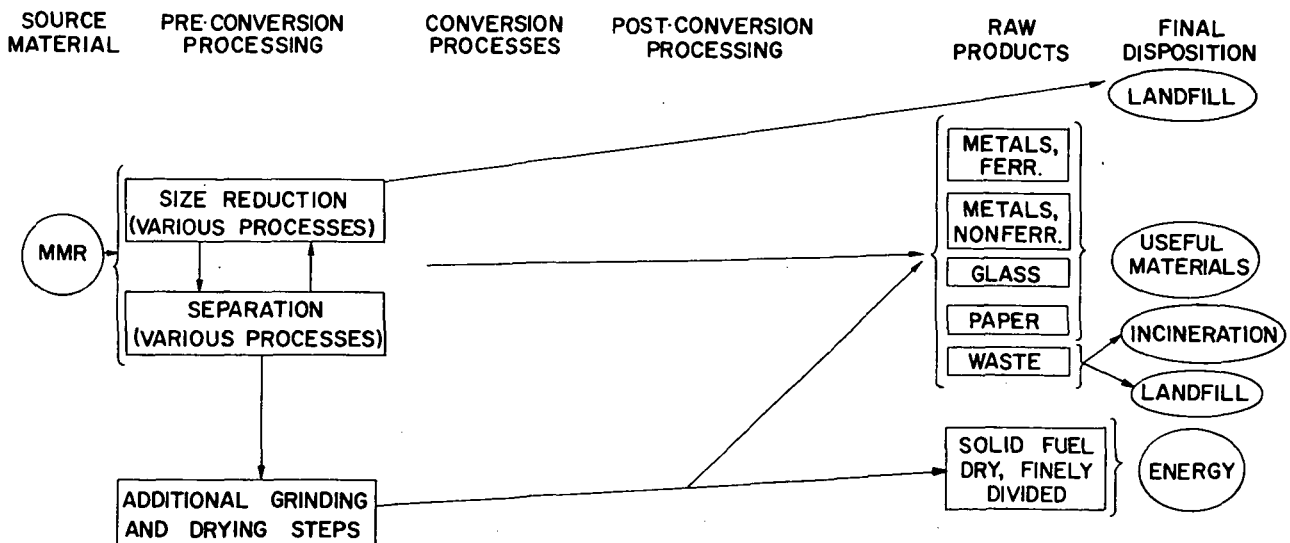 SOURCE MATERIAL
PRE-CONVERSION PROCESSING
CONVERSION PROCESSES
POST-CONVERSION PROCESSING
RAW PRODUCTS
FINAL DISPOSITION
LANDFILL
METALS, FERR.
SIZE REDUCTION
(VARIOUS PROCESSES)
METALS, NONFERR.
MMR
USEFUL MATERIALS
GLASS
SEPARATION
(VARIOUS PROCESSES)
PAPER
INCINERATION
WASTE
LANDFILL
SOLID FUEL
DRY, FINELY
DIVIDED
ENERGY
ADDITIONAL GRINDING
AND DRYING STEPS